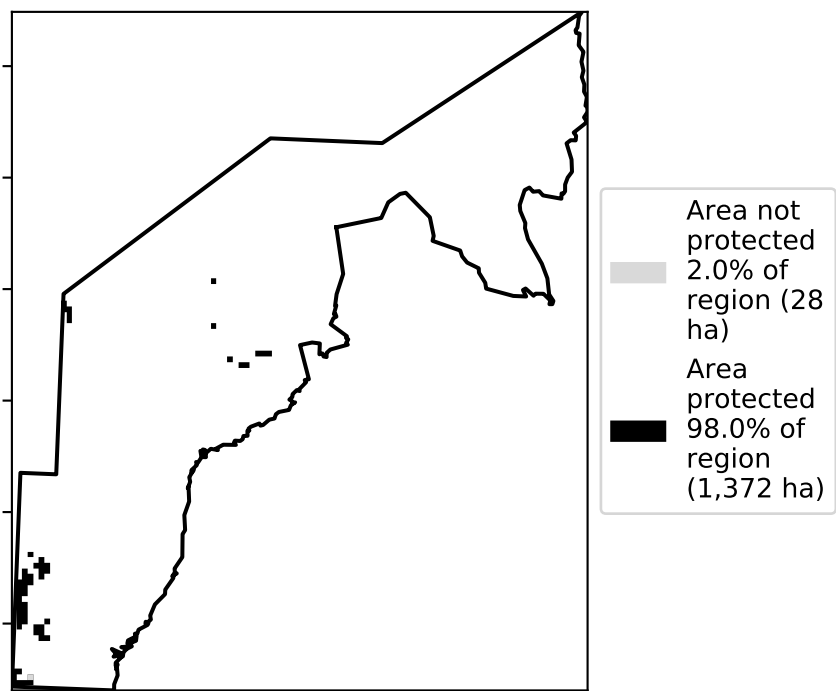 Area not
protected
2.0% of
region (28
ha)
Area
protected
98.0% of
region
(1,372 ha)